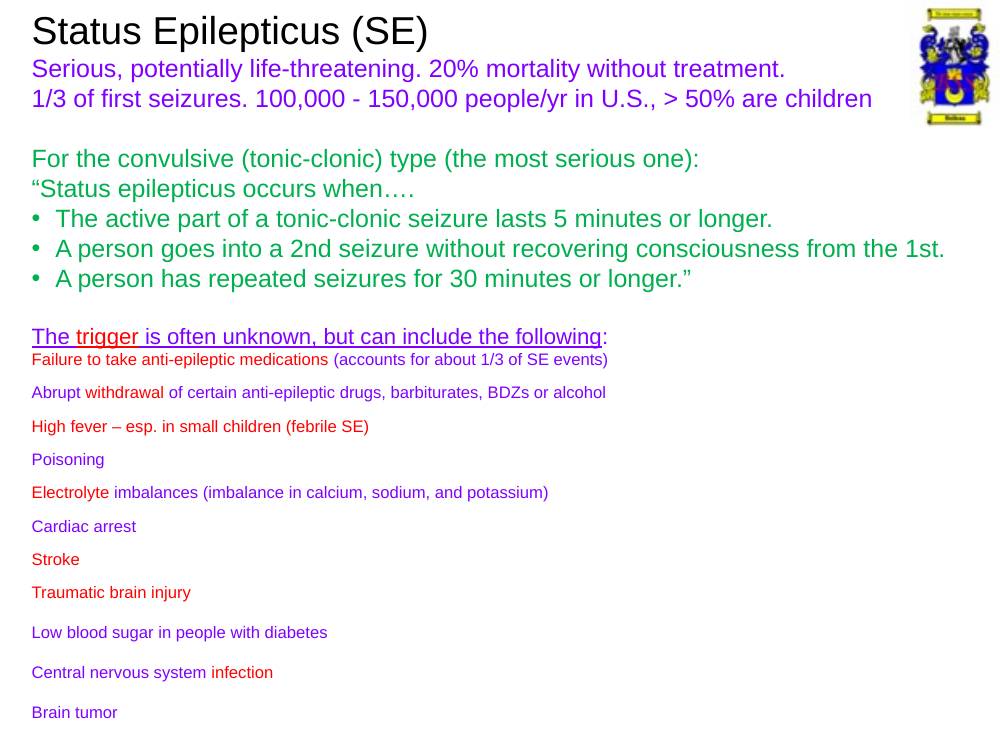 Status Epilepticus (SE)
Serious, potentially life-threatening. 20% mortality without treatment.
1/3 of first seizures. 100,000 - 150,000 people/yr in U.S., > 50% are children
For the convulsive (tonic-clonic) type (the most serious one):
“Status epilepticus occurs when….
• The active part of a tonic-clonic seizure lasts 5 minutes or longer.
• A person goes into a 2nd seizure without recovering consciousness from the 1st.
• A person has repeated seizures for 30 minutes or longer.”
The trigger is often unknown, but can include the following:
Failure to take anti-epileptic medications (accounts for about 1/3 of SE events)
Abrupt withdrawal of certain anti-epileptic drugs, barbiturates, BDZs or alcohol
High fever – esp. in small children (febrile SE)
Poisoning
Electrolyte imbalances (imbalance in calcium, sodium, and potassium)
Cardiac arrest
Stroke
Traumatic brain injury
Low blood sugar in people with diabetes
Central nervous system infection
Brain tumor